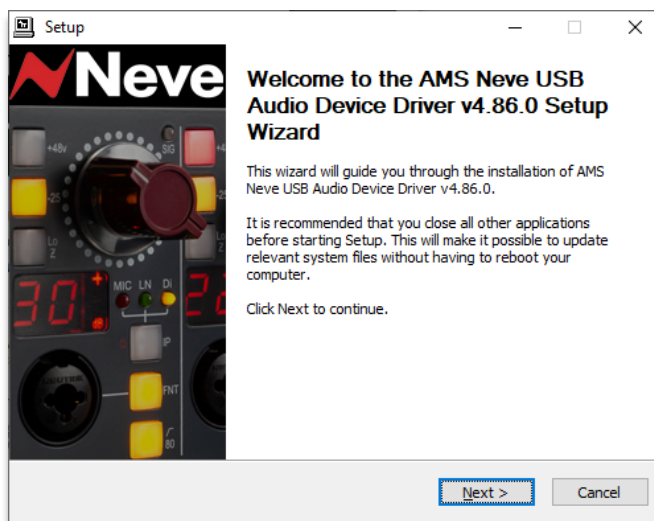 Setup
Neve
Welcome to the AMS Neve USB
Audio Device Driver v4.86.0 Setup
Wizard
This wizard will guide you through the installation of AMS
Neve USB Audio Device Driver v4.86.0.
It is recommended that you close all other applications
before starting Setup. This will make it possible to update
relevant system files without having to reboot your
computer.
Click Next to continue.
+48v
SIG
-25
Lo
Z
MIC LN Di
30
IP
NEUTRIK
FNT
80
Next >
Cancel